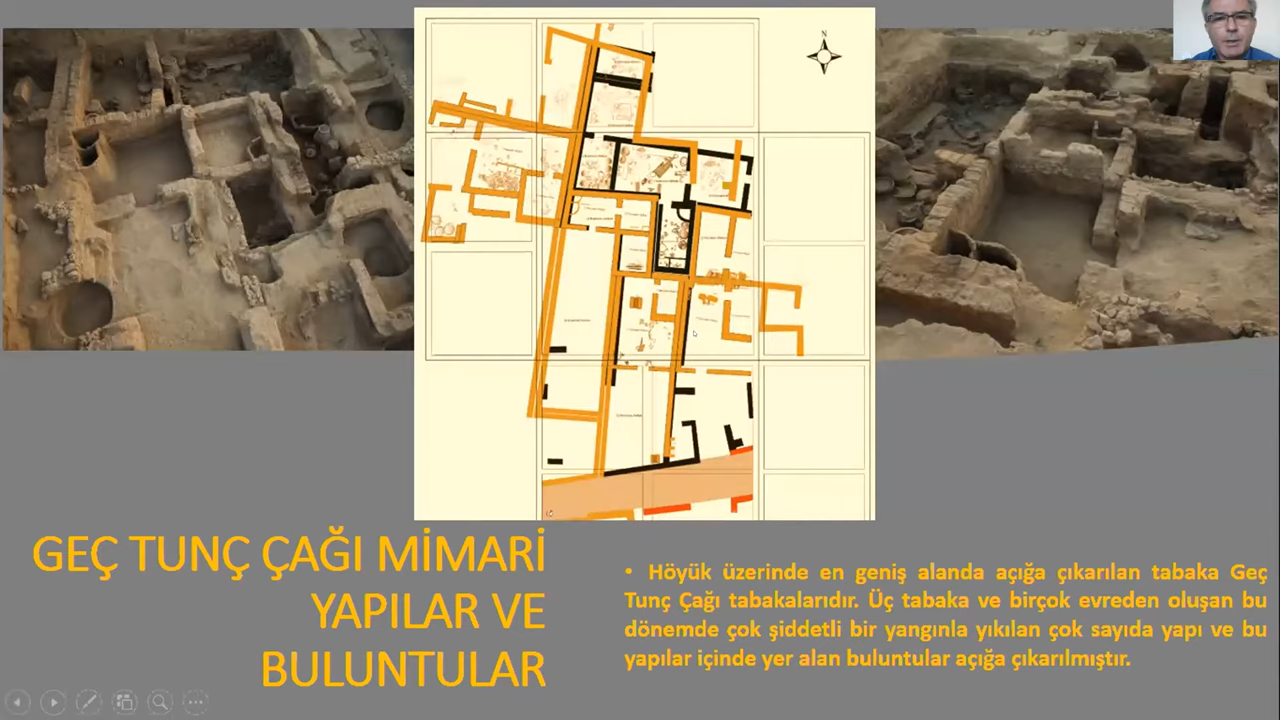 N
GEÇ TUNÇ ÇAĞI MİMARİ
YAPILAR VE
BULUNTULAR
• Höyük üzerinde en geniş alanda açığa çıkarılan tabaka Geç
Tunç Çağı tabakalarıdır. Üç tabaka ve birçok evreden oluşan bu
dönemde çok şiddetli bir yangınla yıkılan çok sayıda yapı ve bu
yapılar içinde yer alan buluntular açığa çıkarılmıştır.